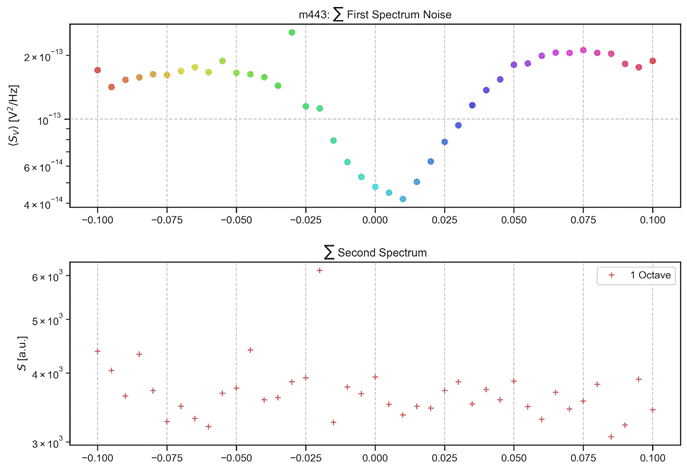 m443: ∑ First Spectrum Noise
2 × 10⁻¹³
10⁻¹³
6 × 10⁻¹⁴
4 × 10⁻¹⁴
⟨S_V⟩ [V²/Hz]
−0.100 −0.075 −0.050 −0.025 0.000 0.025 0.050 0.075 0.100
∑ Second Spectrum
6 × 10³
5 × 10³
4 × 10³
3 × 10³
S [a.u.]
1 Octave
−0.100 −0.075 −0.050 −0.025 0.000 0.025 0.050 0.075 0.100